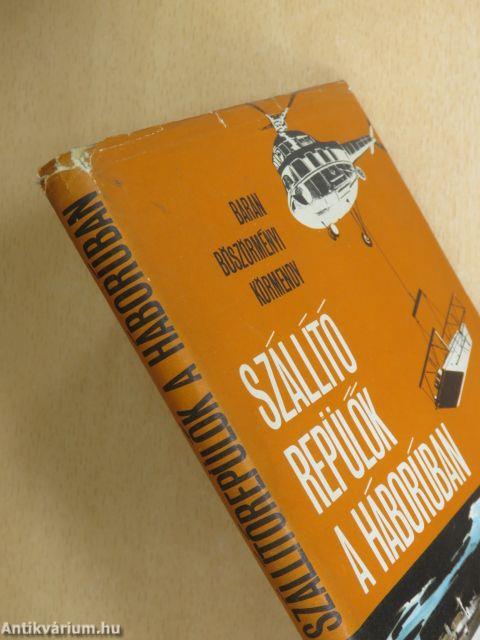 SZÁLLÍTÓREPÜLŐK A HÁBORÚBAN
BARAN
BÖSZÖRMÉNYI
KÖRMENDY
SZÁLLÍTÓ
REPÜLŐK
A HÁBORÚBAN
Antikvárium.hu